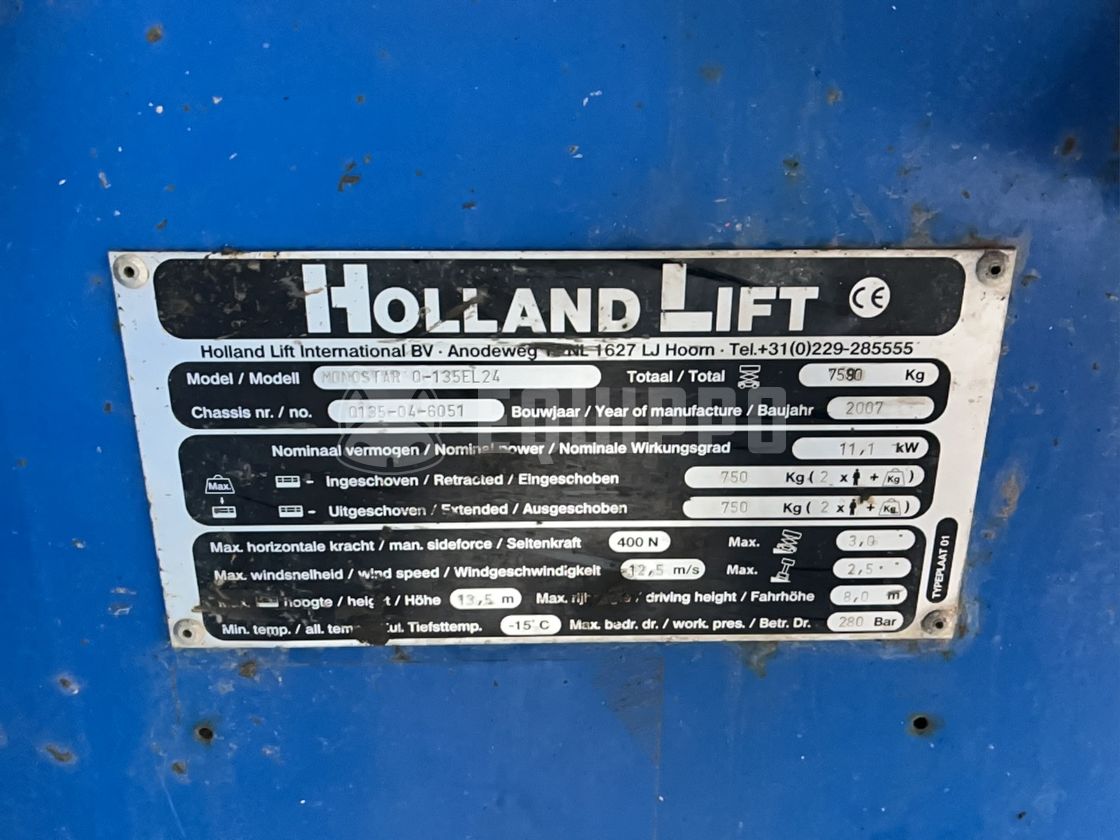 HOLLAND LIFT CE
Holland Lift International BV · Anodeweg NL 1627 LJ Hoorn · Tel.+31(0)229-285555
Model / Modell MONOSTAR Q-135EL24 Totaal / Total Kg
Chassis nr. / no. Q135-04-6051 Bouwjaar / Year of manufacture / Baujahr 2007
EQUIPPO
Nominaal vermogen / Nominal power / Nominale Wirkungsgrad 11,1 kW
Max. - Ingeschoven / Retracted / Eingeschoben 750 Kg ( 2 x + Kg )
- Uitgeschoven / Extended / Ausgeschoben 750 Kg ( 2 x + Kg )
Max. horizontale kracht / man. sideforce / Seitenkraft 400 N Max. 3,0
Max. windsnelheid / wind speed / Windgeschwindigkeit 12,5 m/s Max. 2,5
hoogte / height / Höhe 13,5 m Max. / driving height / Fahrhöhe 8,0 m
Min. temp. / all. Tiefsttemp. -15°C Max. bedr. dr. / work. pres. / Betr. Dr. 280 Bar
TYPEPLAAT 01